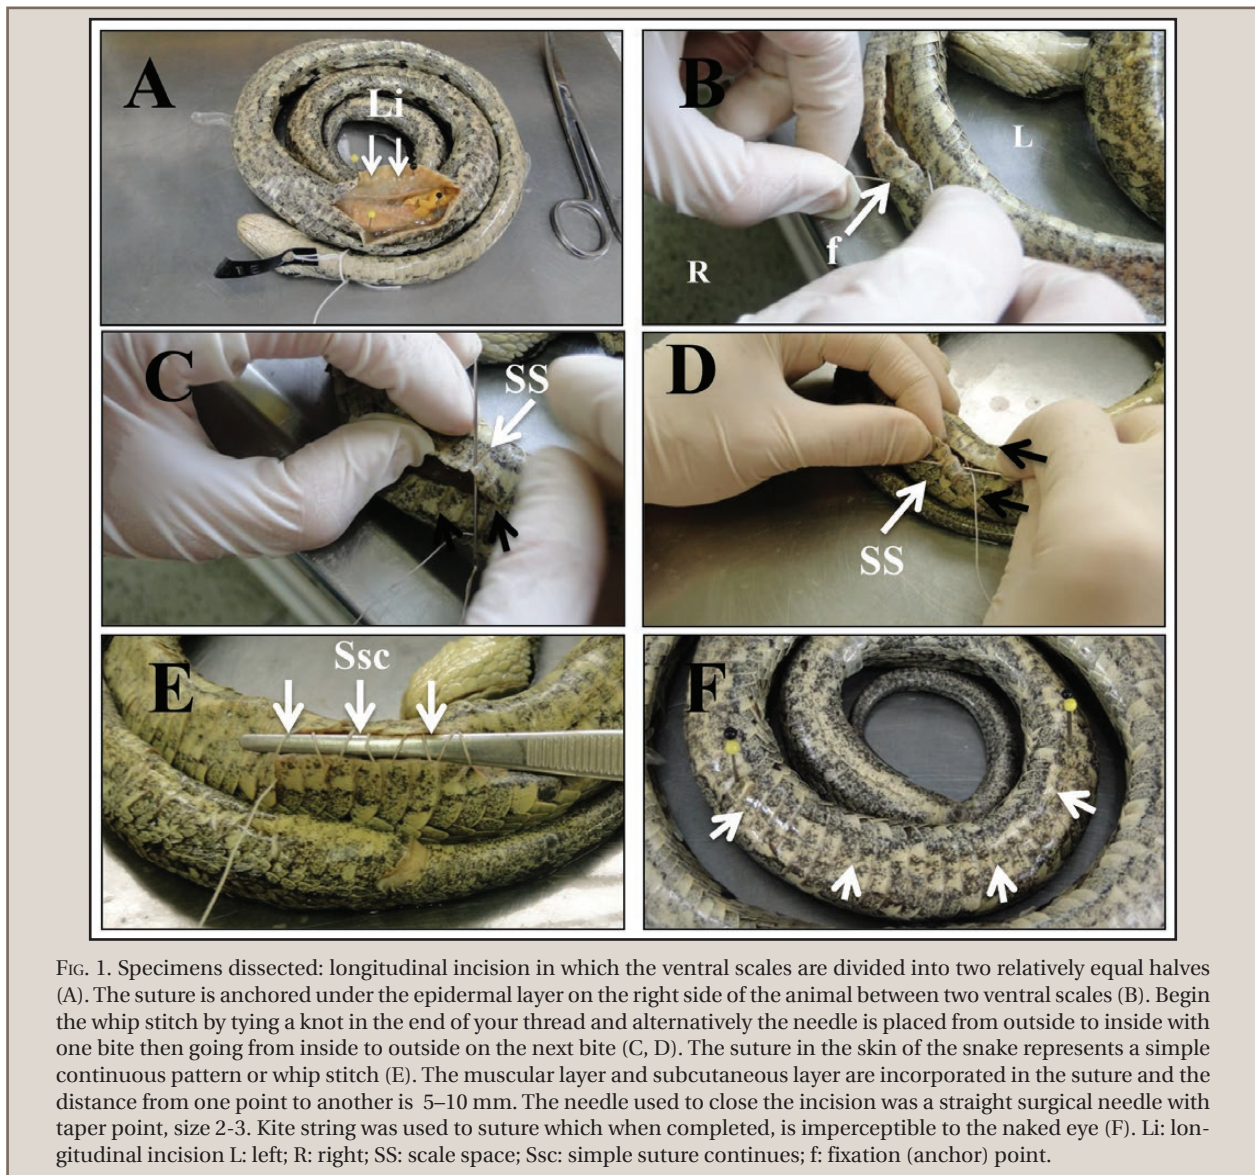 A
Li
B
L
f
R
C
SS
D
SS
E
Ssc
F
FIG. 1. Specimens dissected: longitudinal incision in which the ventral scales are divided into two relatively equal halves
(A). The suture is anchored under the epidermal layer on the right side of the animal between two ventral scales (B). Begin
the whip stitch by tying a knot in the end of your thread and alternatively the needle is placed from outside to inside with
one bite then going from inside to outside on the next bite (C, D). The suture in the skin of the snake represents a simple
continuous pattern or whip stitch (E). The muscular layer and subcutaneous layer are incorporated in the suture and the
distance from one point to another is 5–10 mm. The needle used to close the incision was a straight surgical needle with
taper point, size 2-3. Kite string was used to suture which when completed, is imperceptible to the naked eye (F). Li: lon-
gitudinal incision L: left; R: right; SS: scale space; Ssc: simple suture continues; f: fixation (anchor) point.